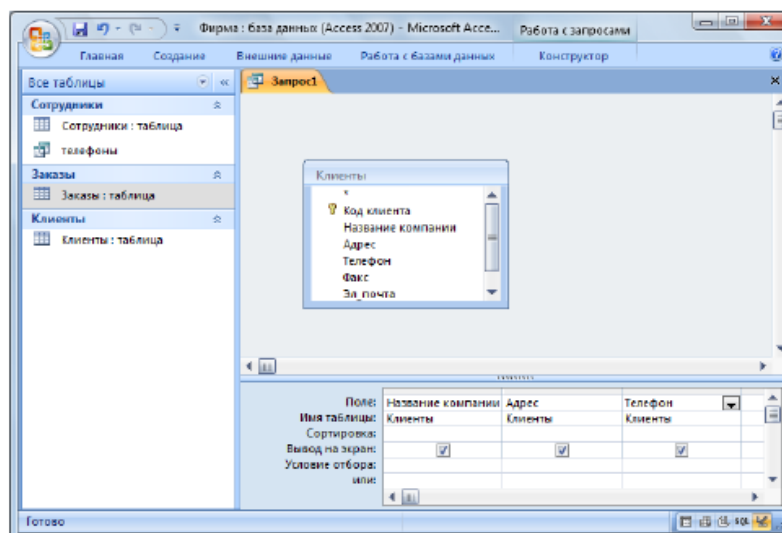 Фирма : база данных (Access 2007) - Microsoft Acce...
Работа с запросами
Главная Создание Внешние данные Работа с базами данных Конструктор
Все таблицы
Сотрудники
Сотрудники : таблица
телефоны
Заказы
Заказы : таблица
Клиенты
Клиенты : таблица
Запрос1
Клиенты
*
Код клиента
Название компании
Адрес
Телефон
Факс
Эл_почта
Поле: Название компании Адрес Телефон
Имя таблицы: Клиенты Клиенты Клиенты
Сортировка:
Вывод на экран:
Условие отбора:
или:
Готово
SQL